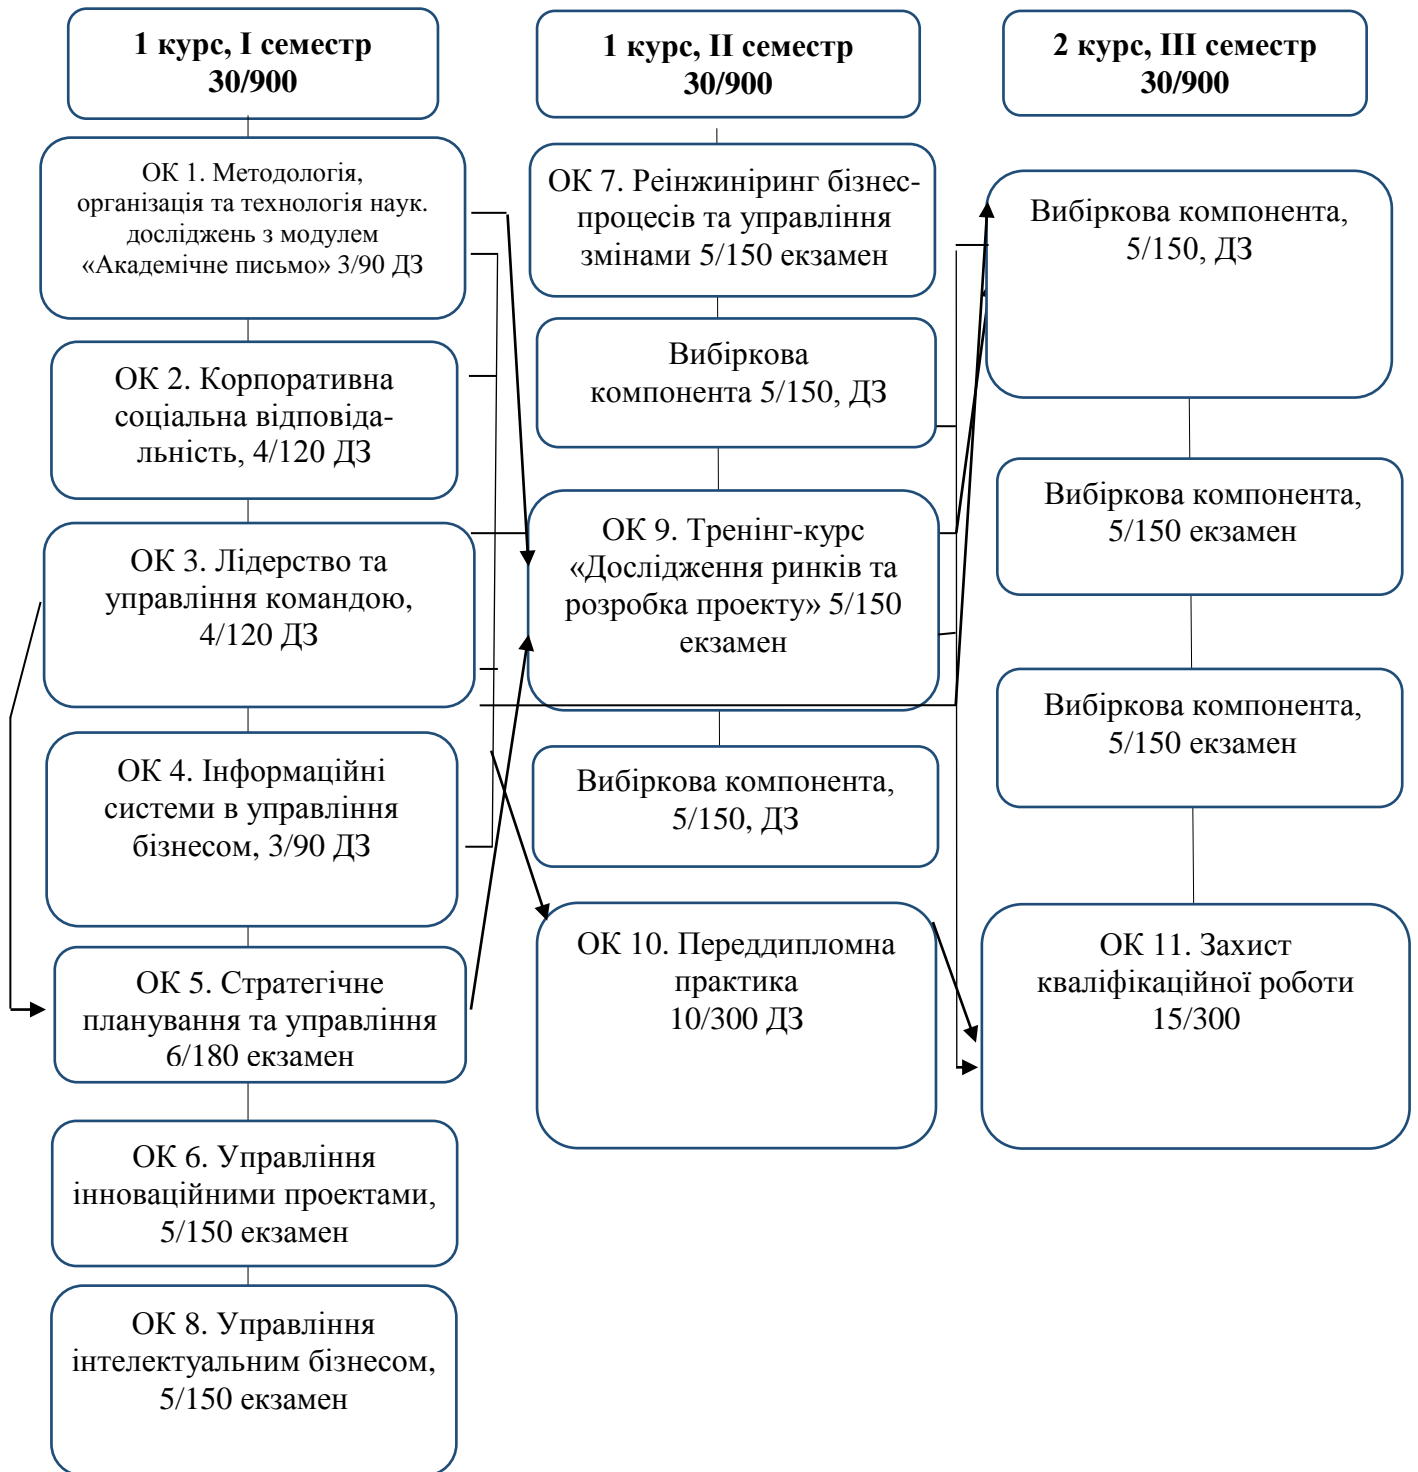 1 курс, І семестр
30/900
ОК 1. Методологія,
організація та технологія наук.
досліджень з модулем
«Академічне письмо» 3/90 ДЗ
ОК 2. Корпоративна
соціальна відповіда-
льність, 4/120 ДЗ
ОК 3. Лідерство та
управління командою,
4/120 ДЗ
ОК 4. Інформаційні
системи в управління
бізнесом, 3/90 ДЗ
ОК 5. Стратегічне
планування та управління
6/180 екзамен
ОК 6. Управління
інноваційними проектами,
5/150 екзамен
ОК 8. Управління
інтелектуальним бізнесом,
5/150 екзамен
1 курс, ІІ семестр
30/900
ОК 7. Реінжиніринг бізнес-
процесів та управління
змінами 5/150 екзамен
Вибіркова
компонента 5/150, ДЗ
ОК 9. Тренінг-курс
«Дослідження ринків та
розробка проекту» 5/150
екзамен
Вибіркова компонента,
5/150, ДЗ
ОК 10. Переддипломна
практика
10/300 ДЗ
2 курс, ІІІ семестр
30/900
Вибіркова компонента,
5/150, ДЗ
Вибіркова компонента,
5/150 екзамен
Вибіркова компонента,
5/150 екзамен
ОК 11. Захист
кваліфікаційної роботи
15/300